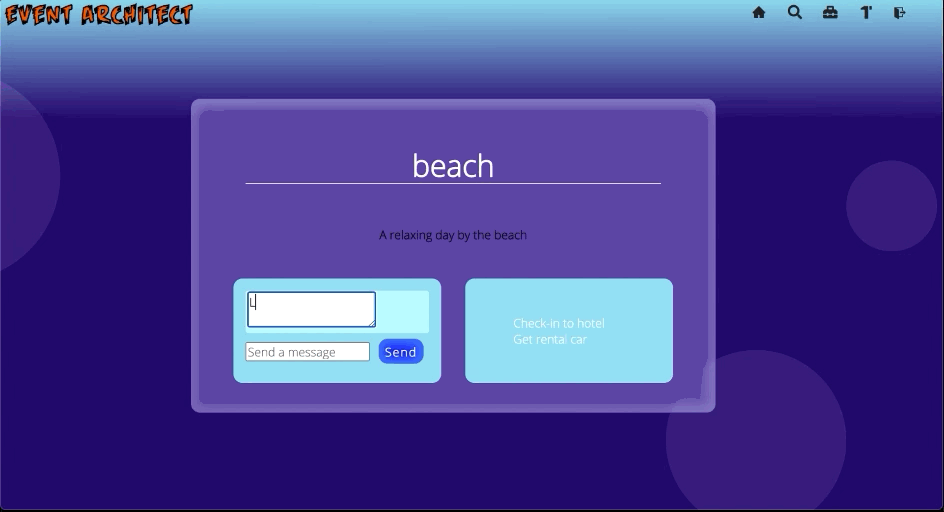 EVENT ARCHITECT
beach
A relaxing day by the beach
Check-in to hotel
Get rental car
Send a message
Send